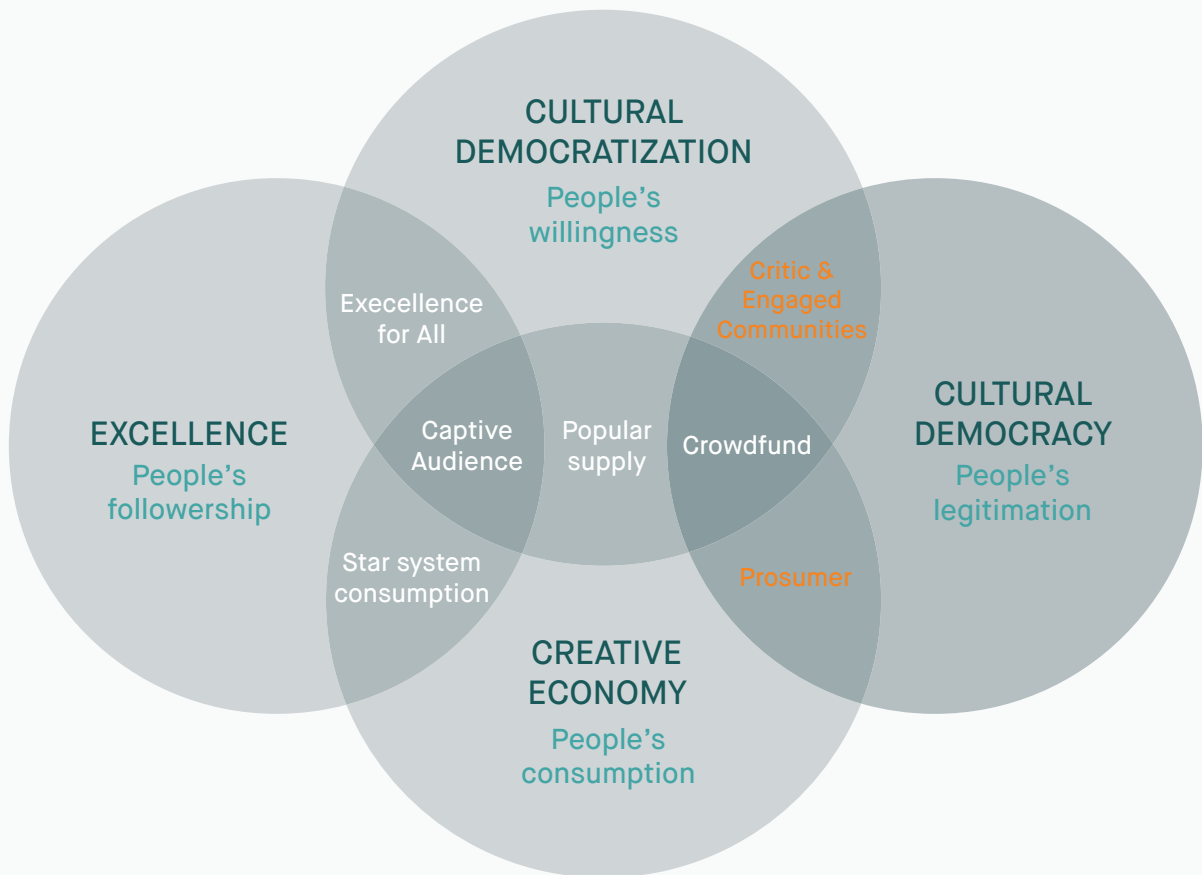 CULTURAL
DEMOCRATIZATION
People's
willingness
Critic &
Engaged
Communities
Execellence
for All
EXCELLENCE
People's
followership
Captive
Audience
Popular
supply
Crowdfund
CULTURAL
DEMOCRACY
People's
legitimation
Star system
consumption
Prosumer
CREATIVE
ECONOMY
People's
consumption